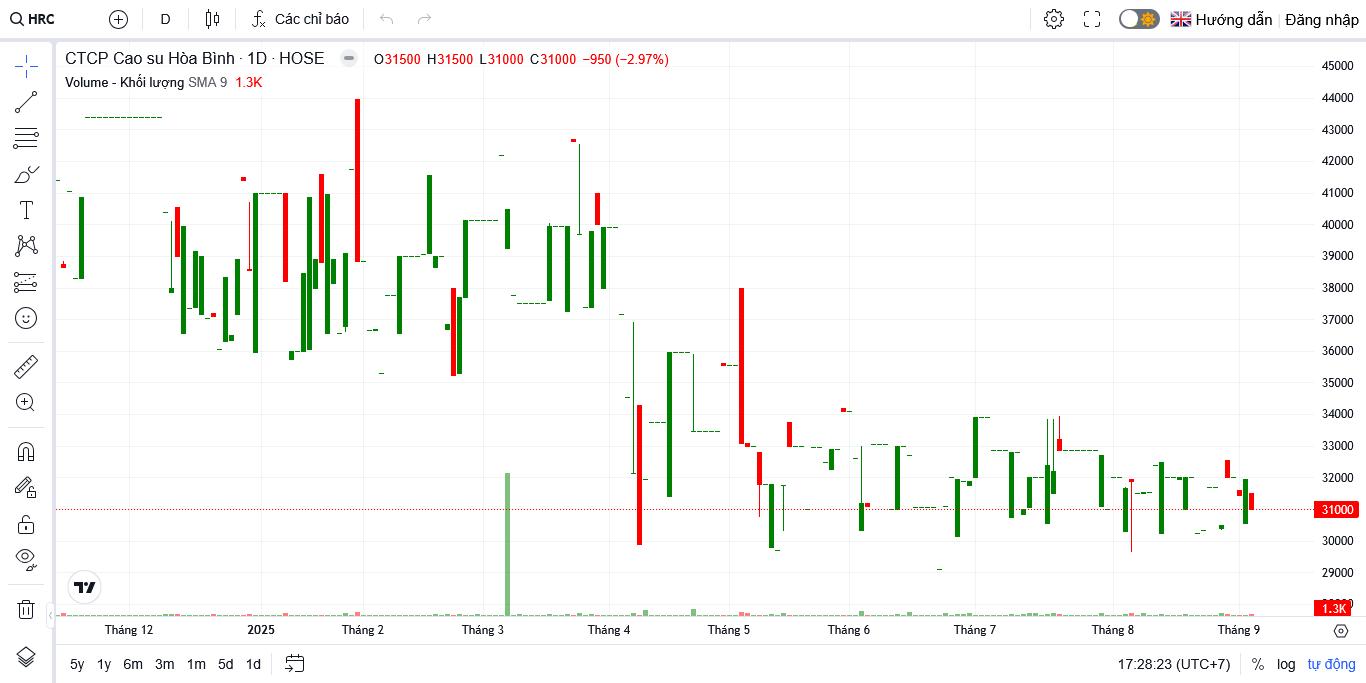 HRC D Các chỉ báo Hướng dẫn Đăng nhập
CTCP Cao su Hòa Bình · 1D · HOSE O31500 H31500 L31000 C31000 −950 (−2.97%)
Volume - Khối lượng SMA 9 1.3K
45000
44000
43000
42000
41000
40000
39000
38000
37000
36000
35000
34000
33000
32000
31000
30000
29000
1.3K
Tháng 12 2025 Tháng 2 Tháng 3 Tháng 4 Tháng 5 Tháng 6 Tháng 7 Tháng 8 Tháng 9
5y 1y 6m 3m 1m 5d 1d 17:28:23 (UTC+7) % log tự động